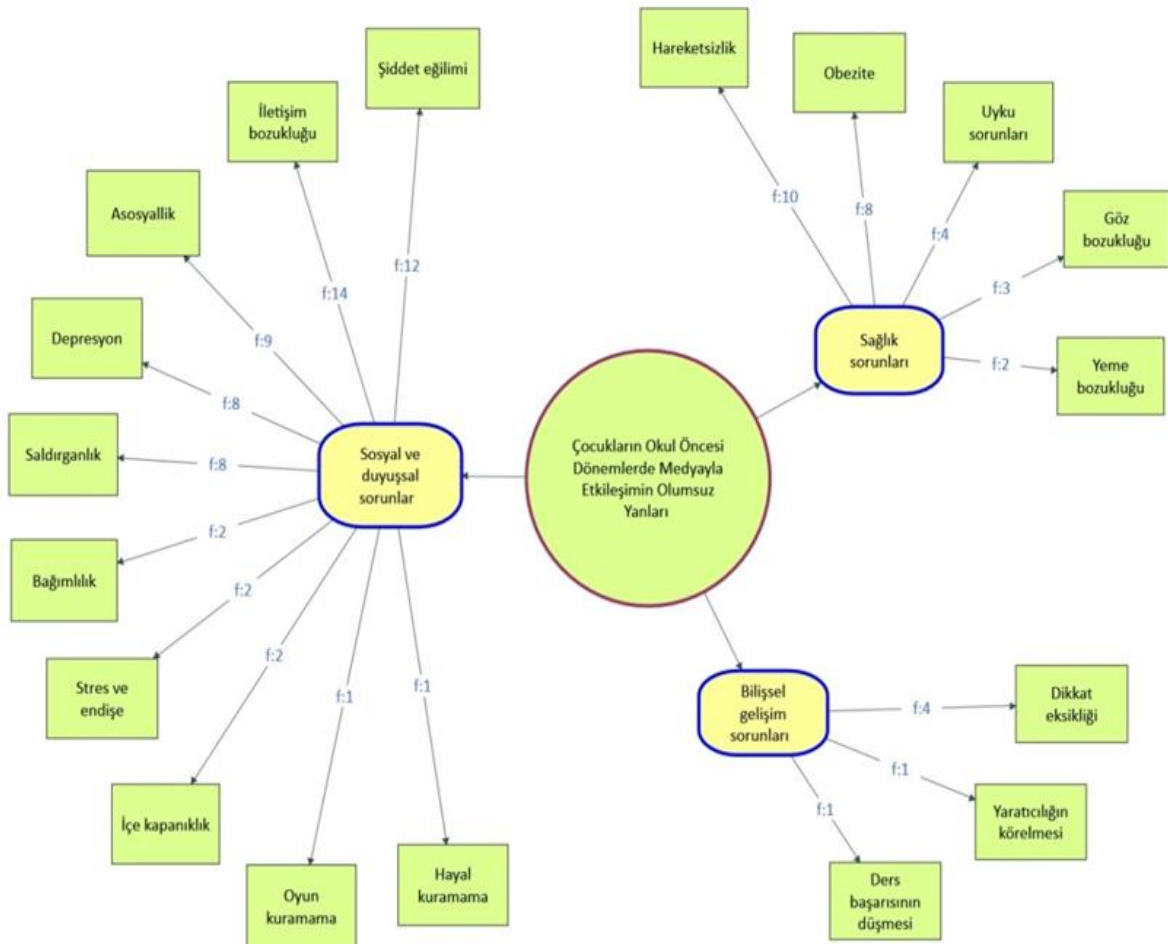 Şiddet eğilimi
f:12
İletişim
bozukluğu
f:14
Asosyallik
f:9
Depresyon
f:8
Saldırganlık
f:8
Bağımlılık
f:2
Stres ve
endişe
f:2
İçe kapanıklık
f:2
Oyun
kuramama
f:1
Hayal
kuramama
f:1
Sosyal ve
duyuşsal
sorunlar
Çocukların Okul Öncesi
Dönemlerde Medyayla
Etkileşimin Olumsuz
Yanları
Hareketsizlik
f:10
Obezite
f:8
Uyku
sorunları
f:4
Göz
bozukluğu
f:3
Yeme
bozukluğu
f:2
Sağlık
sorunları
Bilişsel
gelişim
sorunları
f:4
Dikkat
eksikliği
f:1
Yaratıcılığın
körelmesi
f:1
Ders
başarısının
düşmesi